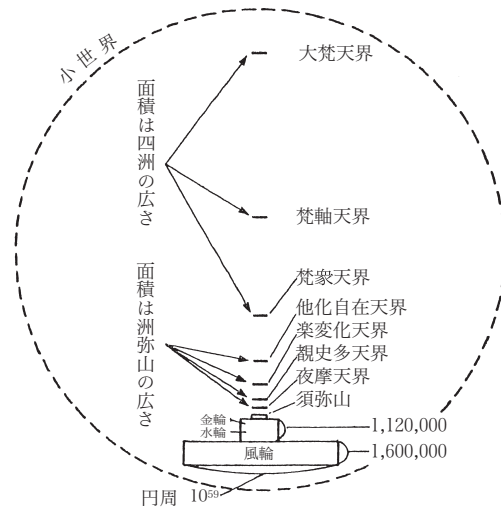 小世界
大梵天界
面積は四洲の広さ
梵軸天界
梵衆天界
面積は洲弥山の広さ
他化自在天界
楽変化天界
覩史多天界
夜摩天界
須弥山
金輪
水輪
1,120,000
風輪
1,600,000
円周 10⁵⁹